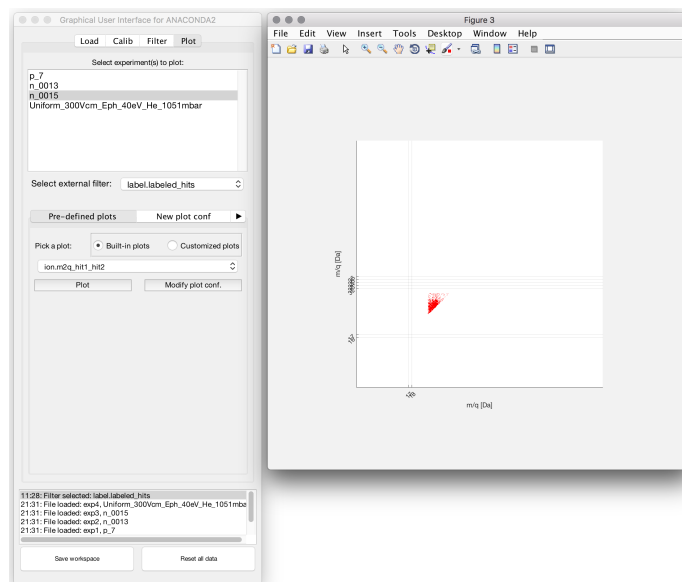 Graphical User Interface for ANACONDA2
Load Calib Filter Plot
Select experiment(s) to plot:
p_7
n_0013
n_0015
Uniform_300Vcm_Eph_40eV_He_1051mbar
Select external filter: label.labeled_hits
Pre-defined plots New plot conf
Pick a plot: Built-in plots Customized plots
ion.m2q_hit1_hit2
Plot Modify plot conf.
11:28: Filter selected: label.labeled_hits
21:31: File loaded: exp4, Uniform_300Vcm_Eph_40eV_He_1051mba
21:31: File loaded: exp3, n_0015
21:31: File loaded: exp2, n_0013
21:31: File loaded: exp1, p_7
Save workspace Reset all data
Figure 3
File Edit View Insert Tools Desktop Window Help
m/q [Da]
m/q [Da]